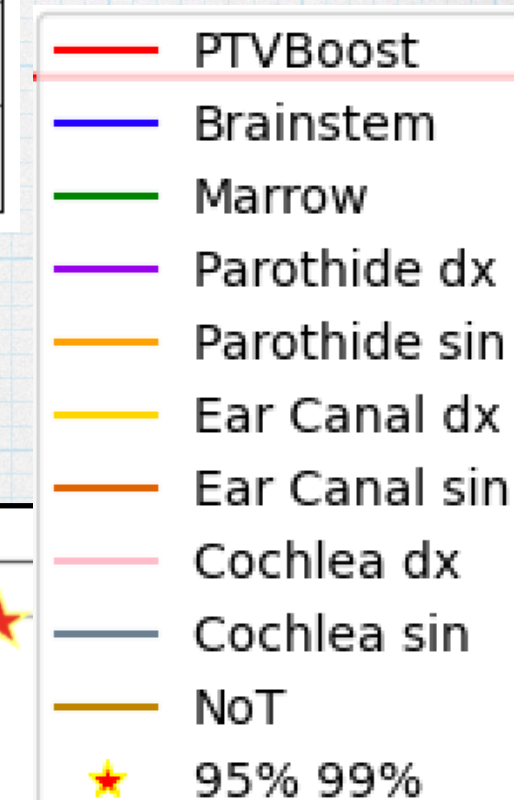 PTVBoost
Brainstem
Marrow
Parothide dx
Parothide sin
Ear Canal dx
Ear Canal sin
Cochlea dx
Cochlea sin
NoT
95% 99%